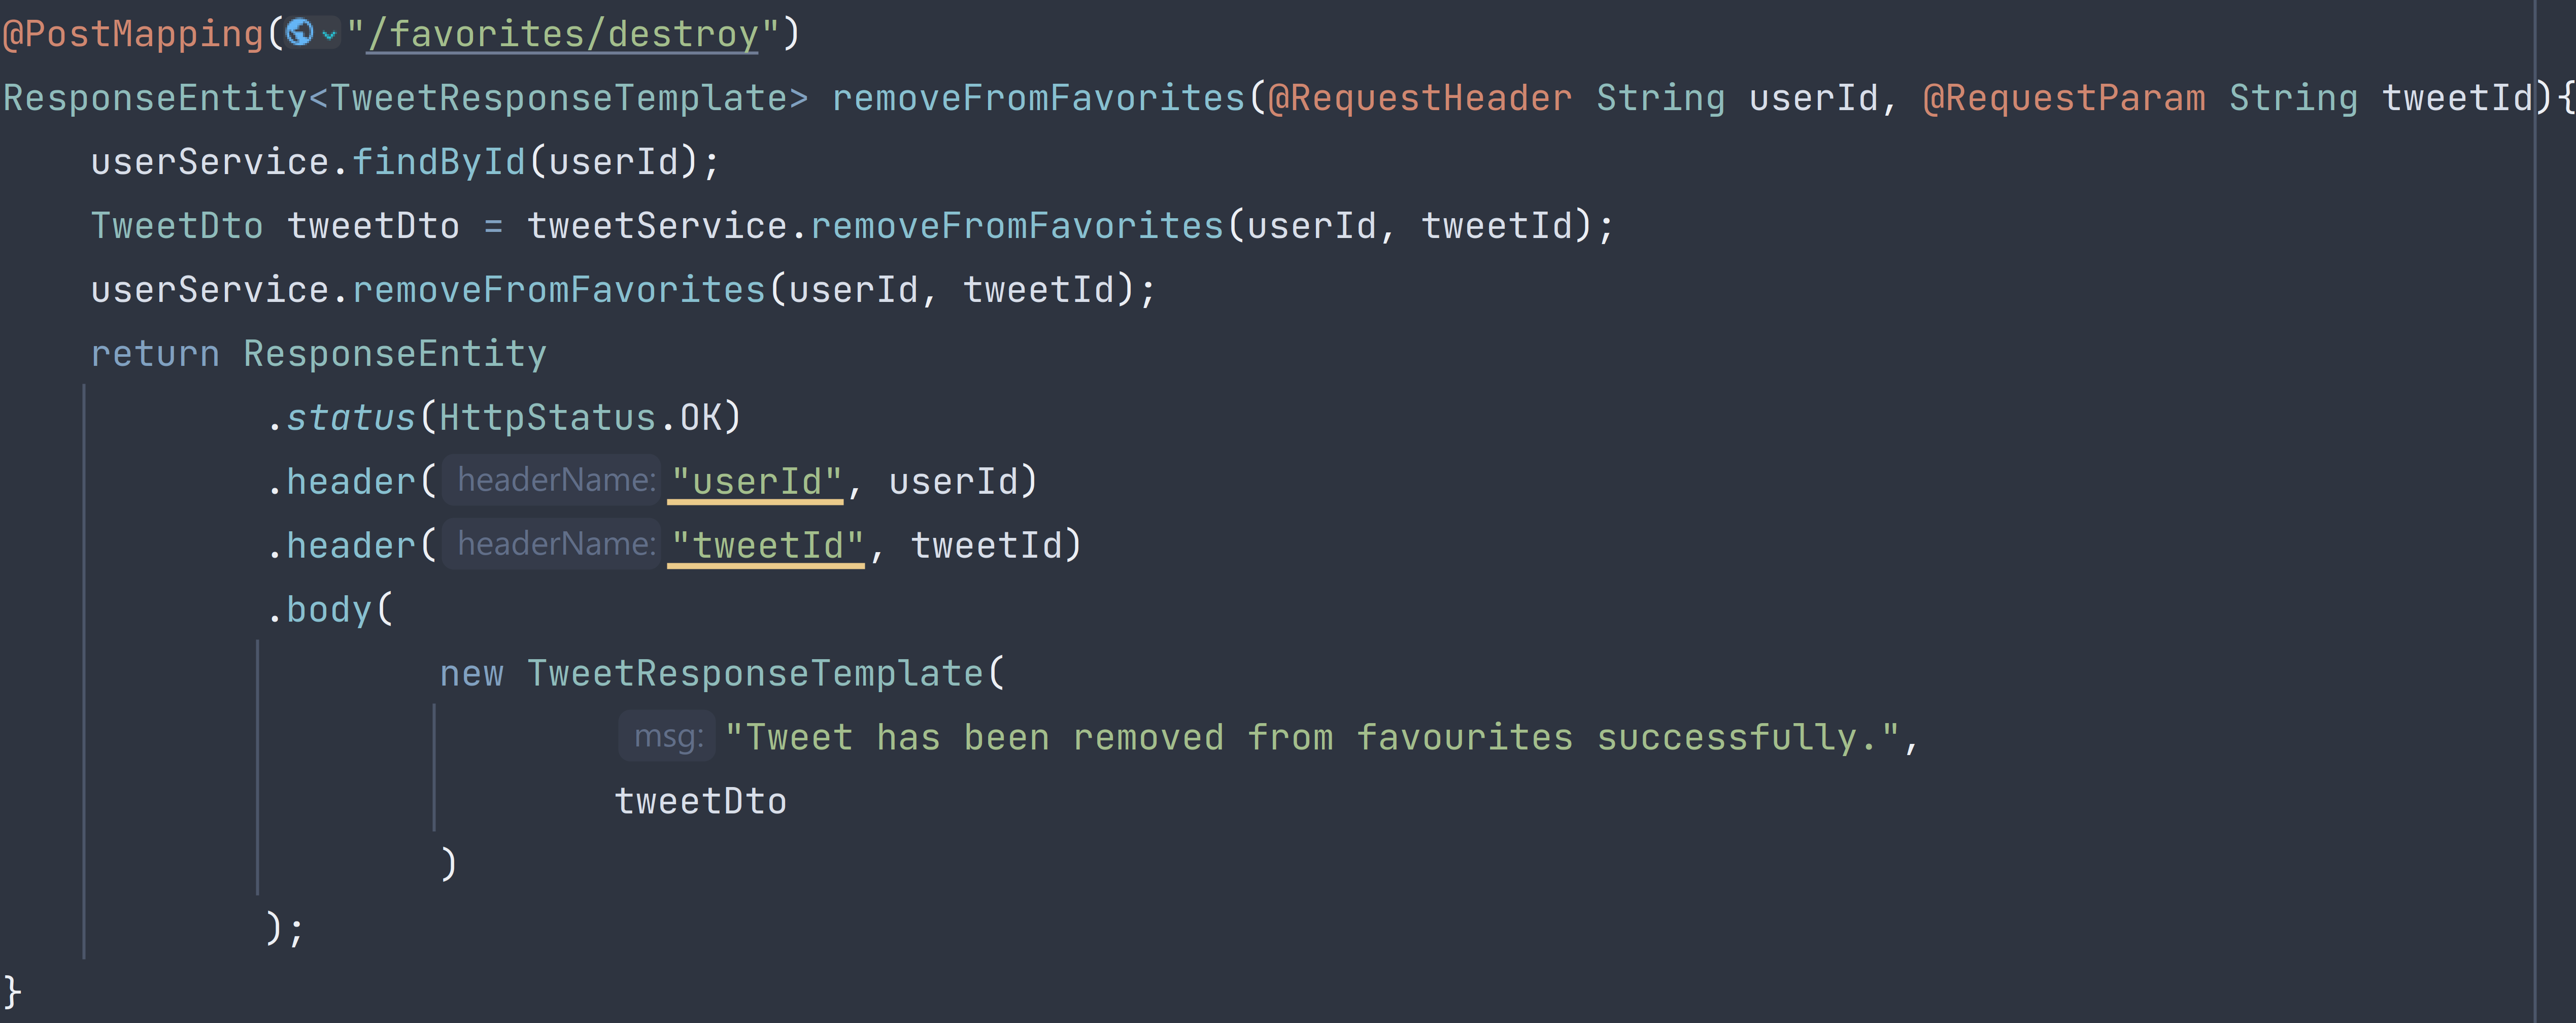 @PostMapping("/favorites/destroy")
ResponseEntity<TweetResponseTemplate> removeFromFavorites(@RequestHeader String userId, @RequestParam String tweetId){
    userService.findById(userId);
    TweetDto tweetDto = tweetService.removeFromFavorites(userId, tweetId);
    userService.removeFromFavorites(userId, tweetId);
    return ResponseEntity
            .status(HttpStatus.OK)
            .header( headerName: "userId", userId)
            .header( headerName: "tweetId", tweetId)
            .body(
                    new TweetResponseTemplate(
                            msg: "Tweet has been removed from favourites successfully.",
                            tweetDto
                    )
            );
}